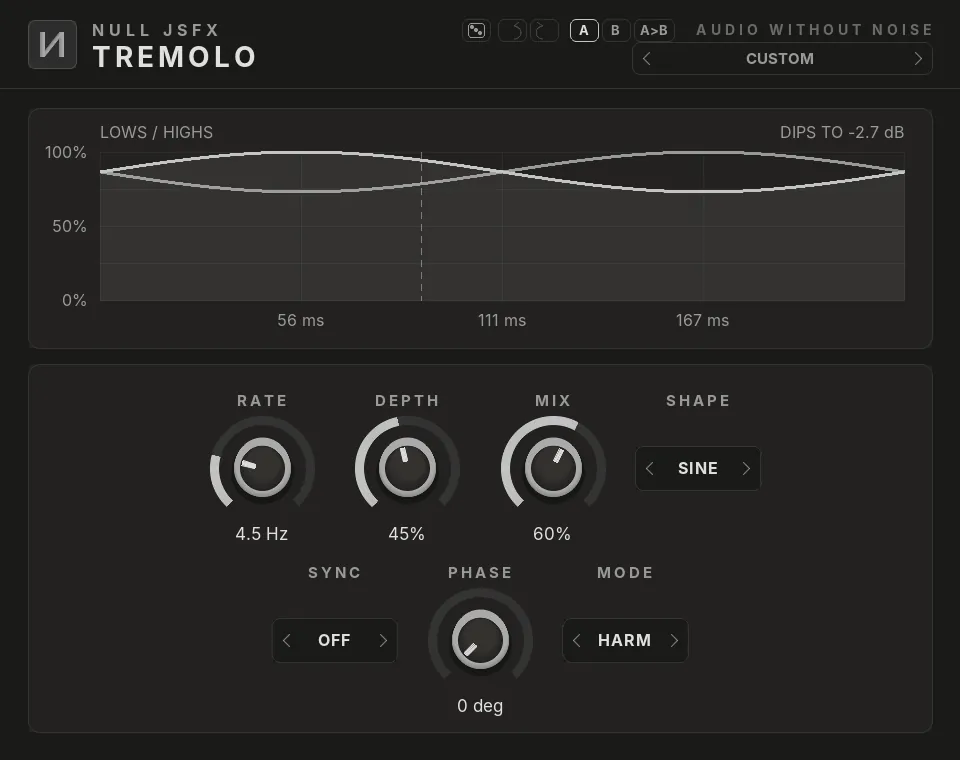 NULL JSFX
TREMOLO
A B A>B AUDIO WITHOUT NOISE
CUSTOM
LOWS / HIGHS DIPS TO -2.7 dB
100%
50%
0%
56 ms 111 ms 167 ms
RATE DEPTH MIX SHAPE
SINE
4.5 Hz 45% 60%
SYNC PHASE MODE
OFF HARM
0 deg